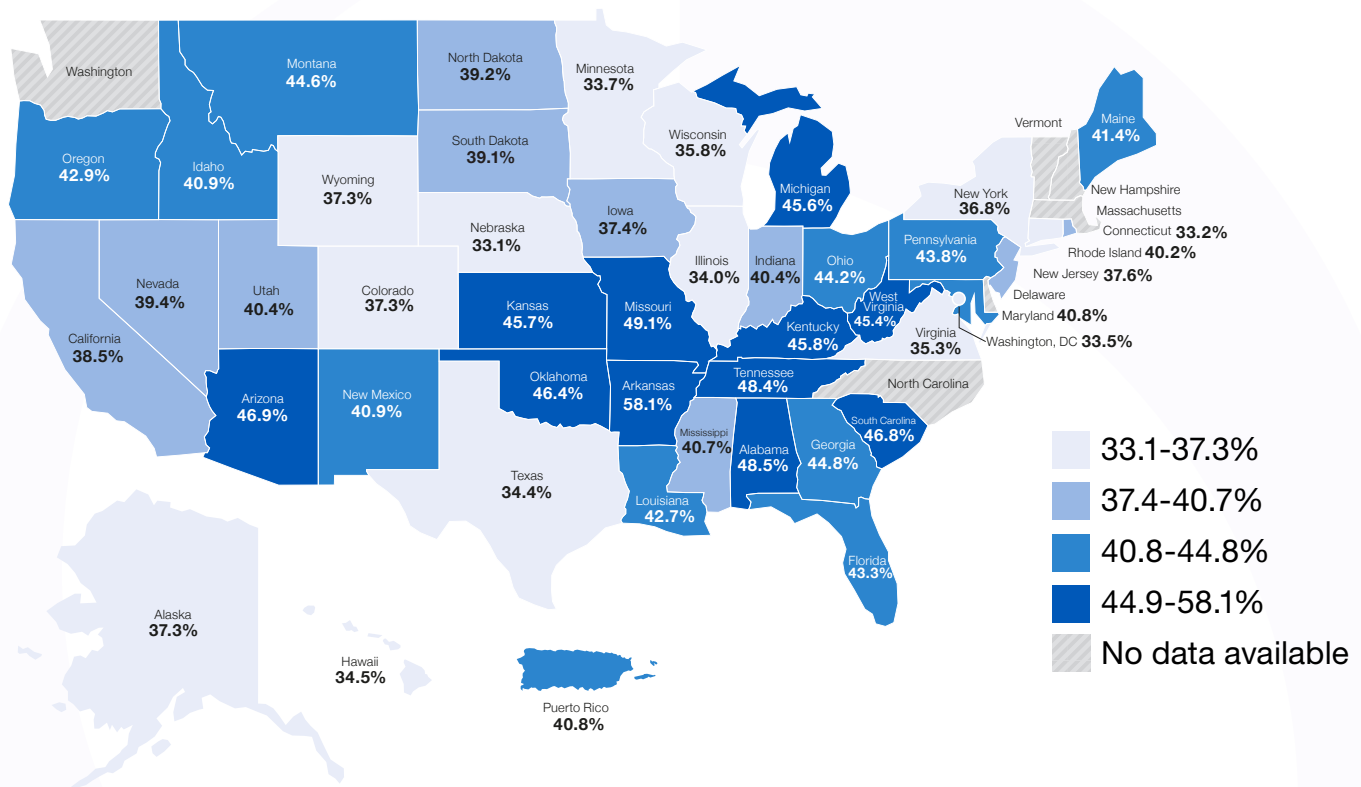 Washington
Montana
44.6%
North Dakota
39.2%
Minnesota
33.7%
Oregon
42.9%
Idaho
40.9%
Wyoming
37.3%
South Dakota
39.1%
Wisconsin
35.8%
Michigan
45.6%
Vermont
Maine
41.4%
New York
36.8%
New Hampshire
Massachusetts
Connecticut 33.2%
Rhode Island 40.2%
New Jersey 37.6%
Delaware
Maryland 40.8%
Washington, DC 33.5%
Nebraska
33.1%
Iowa
37.4%
Illinois
34.0%
Indiana
40.4%
Ohio
44.2%
Pennsylvania
43.8%
California
38.5%
Nevada
39.4%
Utah
40.4%
Colorado
37.3%
Kansas
45.7%
Missouri
49.1%
Kentucky
45.8%
West
Virginia
45.4%
Virginia
35.3%
Arizona
46.9%
New Mexico
40.9%
Oklahoma
46.4%
Arkansas
58.1%
Tennessee
48.4%
North Carolina
Texas
34.4%
Louisiana
42.7%
Mississippi
40.7%
Alabama
48.5%
Georgia
44.8%
South Carolina
46.8%
Florida
43.3%
Alaska
37.3%
Hawaii
34.5%
Puerto Rico
40.8%
33.1-37.3%
37.4-40.7%
40.8-44.8%
44.9-58.1%
No data available